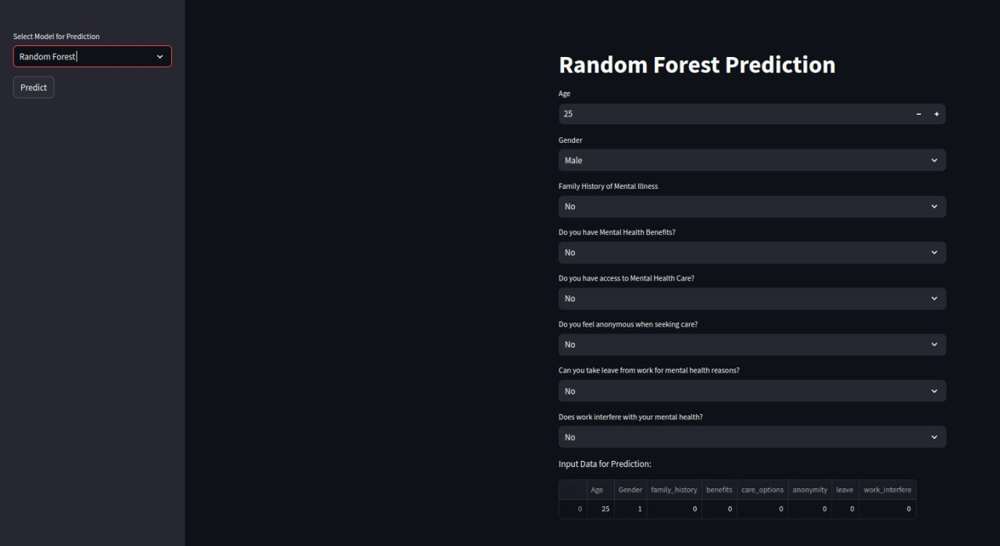 Select Model for Prediction
Random Forest
Predict
Random Forest Prediction
Age
25 − +
Gender
Male
Family History of Mental Illness
No
Do you have Mental Health Benefits?
No
Do you have access to Mental Health Care?
No
Do you feel anonymous when seeking care?
No
Can you take leave from work for mental health reasons?
No
Does work interfere with your mental health?
No
Input Data for Prediction:
Age Gender family_history benefits care_options anonymity leave work_interfere
0 25 1 0 0 0 0 0 0